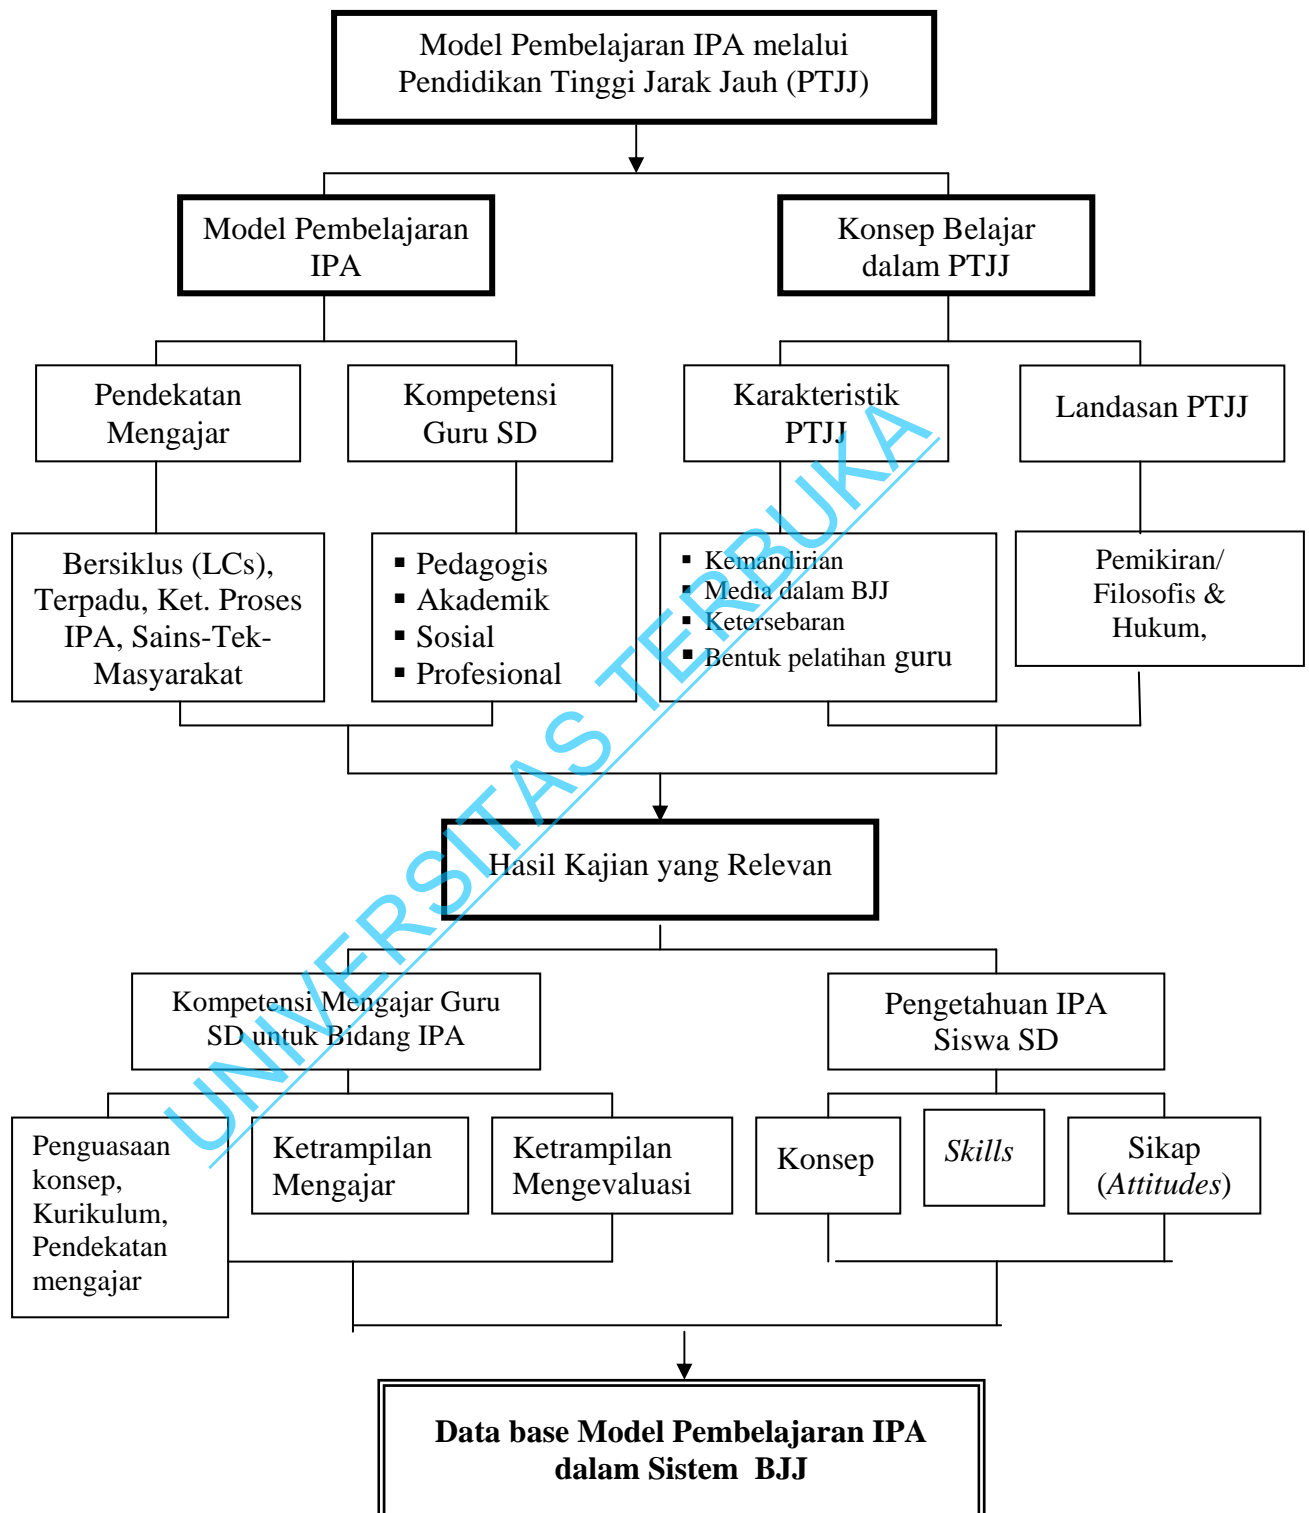 Model Pembelajaran IPA melalui
Pendidikan Tinggi Jarak Jauh (PTJJ)
Model Pembelajaran
IPA
Konsep Belajar
dalam PTJJ
Pendekatan
Mengajar
Kompetensi
Guru SD
Karakteristik
PTJJ
Landasan PTJJ
Bersiklus (LCs),
Terpadu, Ket. Proses
IPA, Sains-Tek-
Masyarakat
▪ Pedagogis
▪ Akademik
▪ Sosial
▪ Profesional
▪ Kemandirian
▪ Media dalam BJJ
▪ Ketersebaran
▪ Bentuk pelatihan guru
Pemikiran/
Filosofis &
Hukum,
Hasil Kajian yang Relevan
Kompetensi Mengajar Guru
SD untuk Bidang IPA
Pengetahuan IPA
Siswa SD
Penguasaan
konsep,
Kurikulum,
Pendekatan
mengajar
Ketrampilan
Mengajar
Ketrampilan
Mengevaluasi
Konsep
Skills
Sikap
(Attitudes)
Data base Model Pembelajaran IPA
dalam Sistem BJJ
UNIVERSITAS TERBUKA